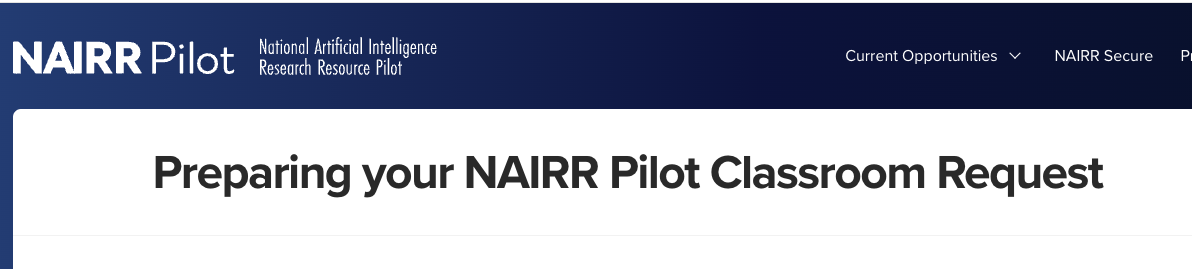 NAIRR Pilot
National Artificial Intelligence
Research Resource Pilot
Current Opportunities
NAIRR Secure
Preparing your NAIRR Pilot Classroom Request